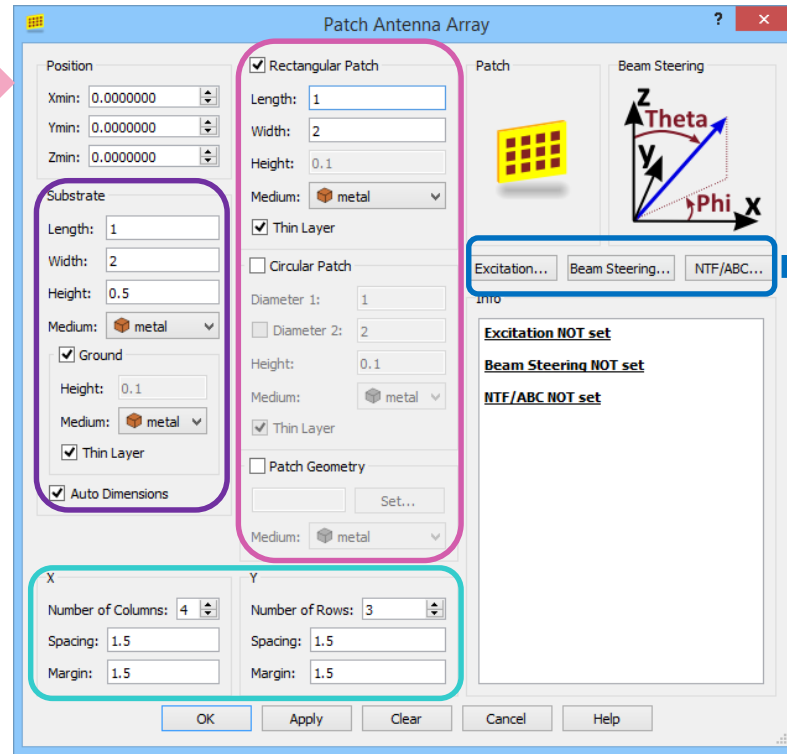 Patch Antenna Array
?
×
Position
Xmin: 0.0000000
Ymin: 0.0000000
Zmin: 0.0000000
Substrate
Length: 1
Width: 2
Height: 0.5
Medium: metal
Ground
Height: 0.1
Medium: metal
Thin Layer
Auto Dimensions
Rectangular Patch
Length: 1
Width: 2
Height: 0.1
Medium: metal
Thin Layer
Circular Patch
Diameter 1: 1
Diameter 2: 2
Height: 0.1
Medium: metal
Thin Layer
Patch Geometry
Set...
Medium: metal
Patch
Beam Steering
Z
Theta
y
Phi
X
Excitation...
Beam Steering...
NTF/ABC...
Info
Excitation NOT set
Beam Steering NOT set
NTF/ABC NOT set
X
Number of Columns: 4
Spacing: 1.5
Margin: 1.5
Y
Number of Rows: 3
Spacing: 1.5
Margin: 1.5
OK
Apply
Clear
Cancel
Help